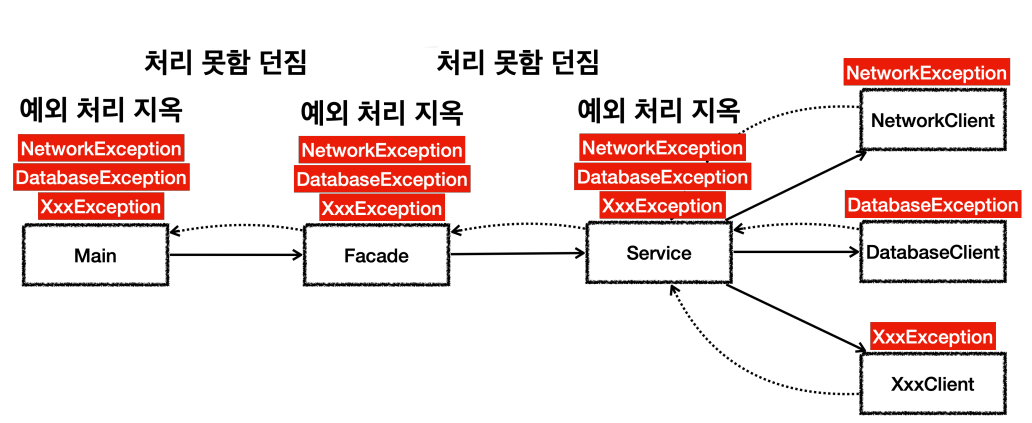 처리 못함 던짐
처리 못함 던짐
예외 처리 지옥
NetworkException
DatabaseException
XxxException
Main
예외 처리 지옥
NetworkException
DatabaseException
XxxException
Facade
예외 처리 지옥
NetworkException
DatabaseException
XxxException
Service
NetworkException
NetworkClient
DatabaseException
DatabaseClient
XxxException
XxxClient